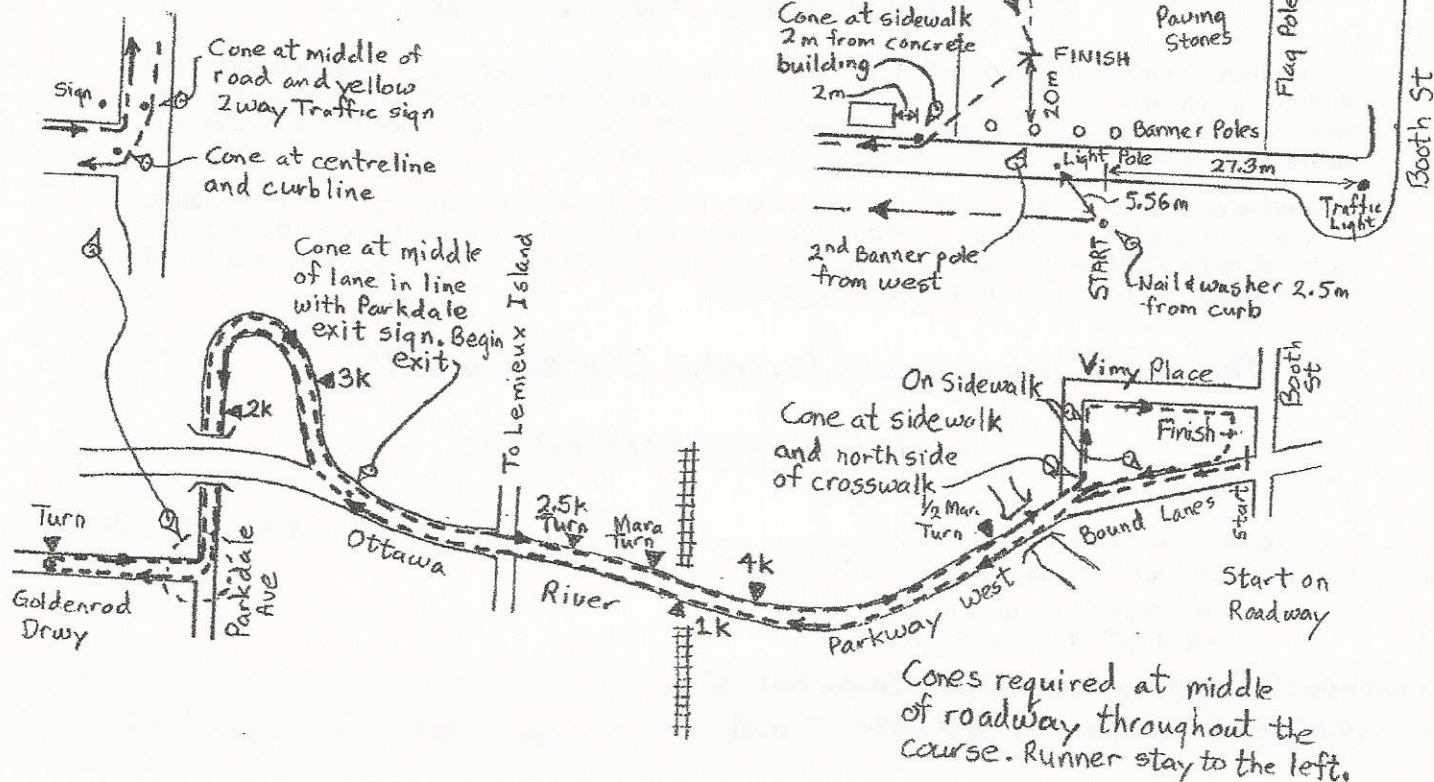 Cone at middle of
road and yellow
2way Traffic sign
Sign
Cone at centreline
and curbline
Cone at sidewalk
2m from concrete
building
2m
FINISH
20m
Paving
Stones
Flag Pole
Booth St
Banner Poles
Light Pole
27.3m
5.56m
Traffic
Light
2nd Banner pole
from west
START
Nail & washer 2.5m
from curb
Cone at middle
of lane in line
with Parkdale
exit sign. Begin
exit
To Lemieux Island
3k
2k
On Sidewalk
Cone at sidewalk
and northside
of crosswalk
Vimy Place
Booth
St
Finish
Start
1/2 Mar.
Turn
2.5k
Turn
Mara
Turn
4k
1k
Turn
Goldenrod
Drwy
Parkdale
Ave
Ottawa
River
Parkway
West
Bound Lanes
Start on
Roadway
Cones required at middle
of roadway throughout the
course. Runner stay to the left.